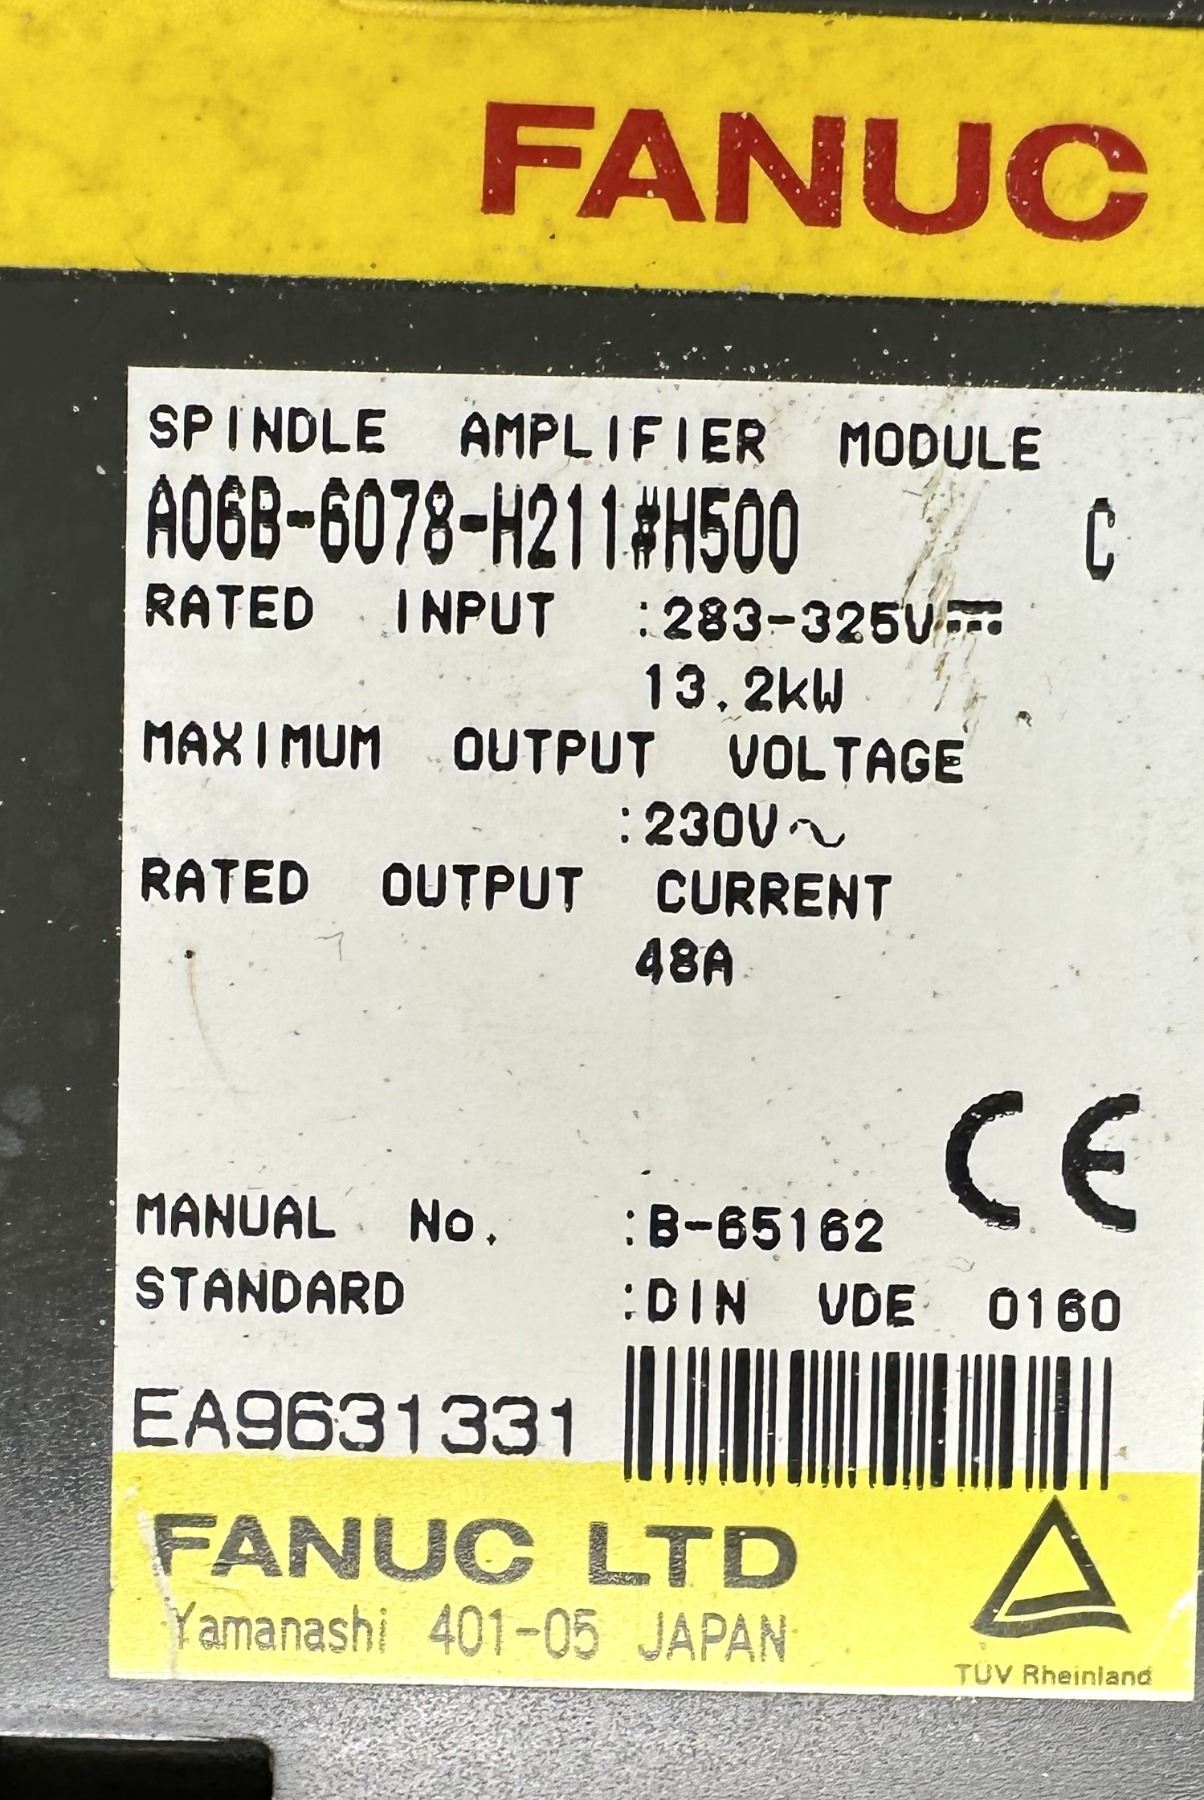 FANUC
SPINDLE AMPLIFIER MODULE
A06B-6078-H211#H500 C
RATED INPUT :283-325V⎓
13.2kW
MAXIMUM OUTPUT VOLTAGE
:230V~
RATED OUTPUT CURRENT
48A
CE
MANUAL No. :B-65162
STANDARD :DIN VDE 0160
EA9631331
FANUC LTD
Yamanashi 401-05 JAPAN
TÜV Rheinland